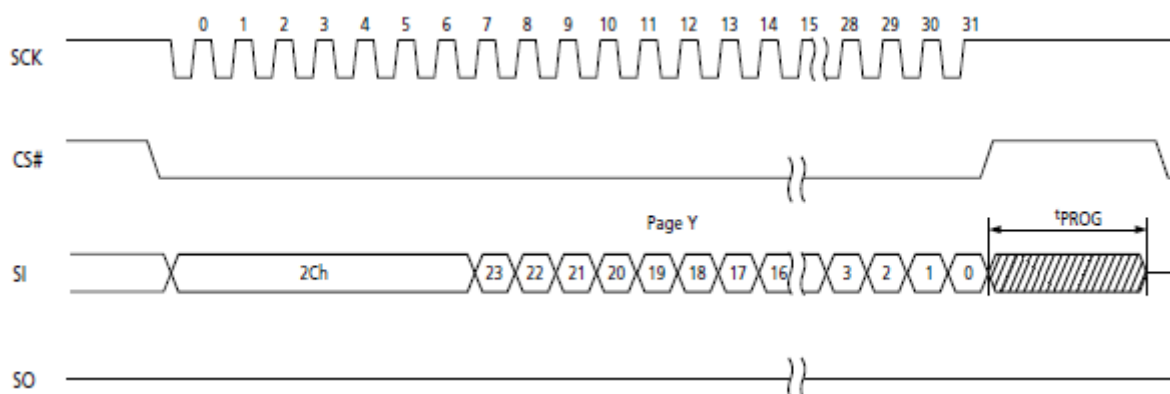 0 1 2 3 4 5 6 7 8 9 10 11 12 13 14 15 28 29 30 31
SCK
CS#
Page Y
tPROG
SI 2Ch 23 22 21 20 19 18 17 16 3 2 1 0
SO